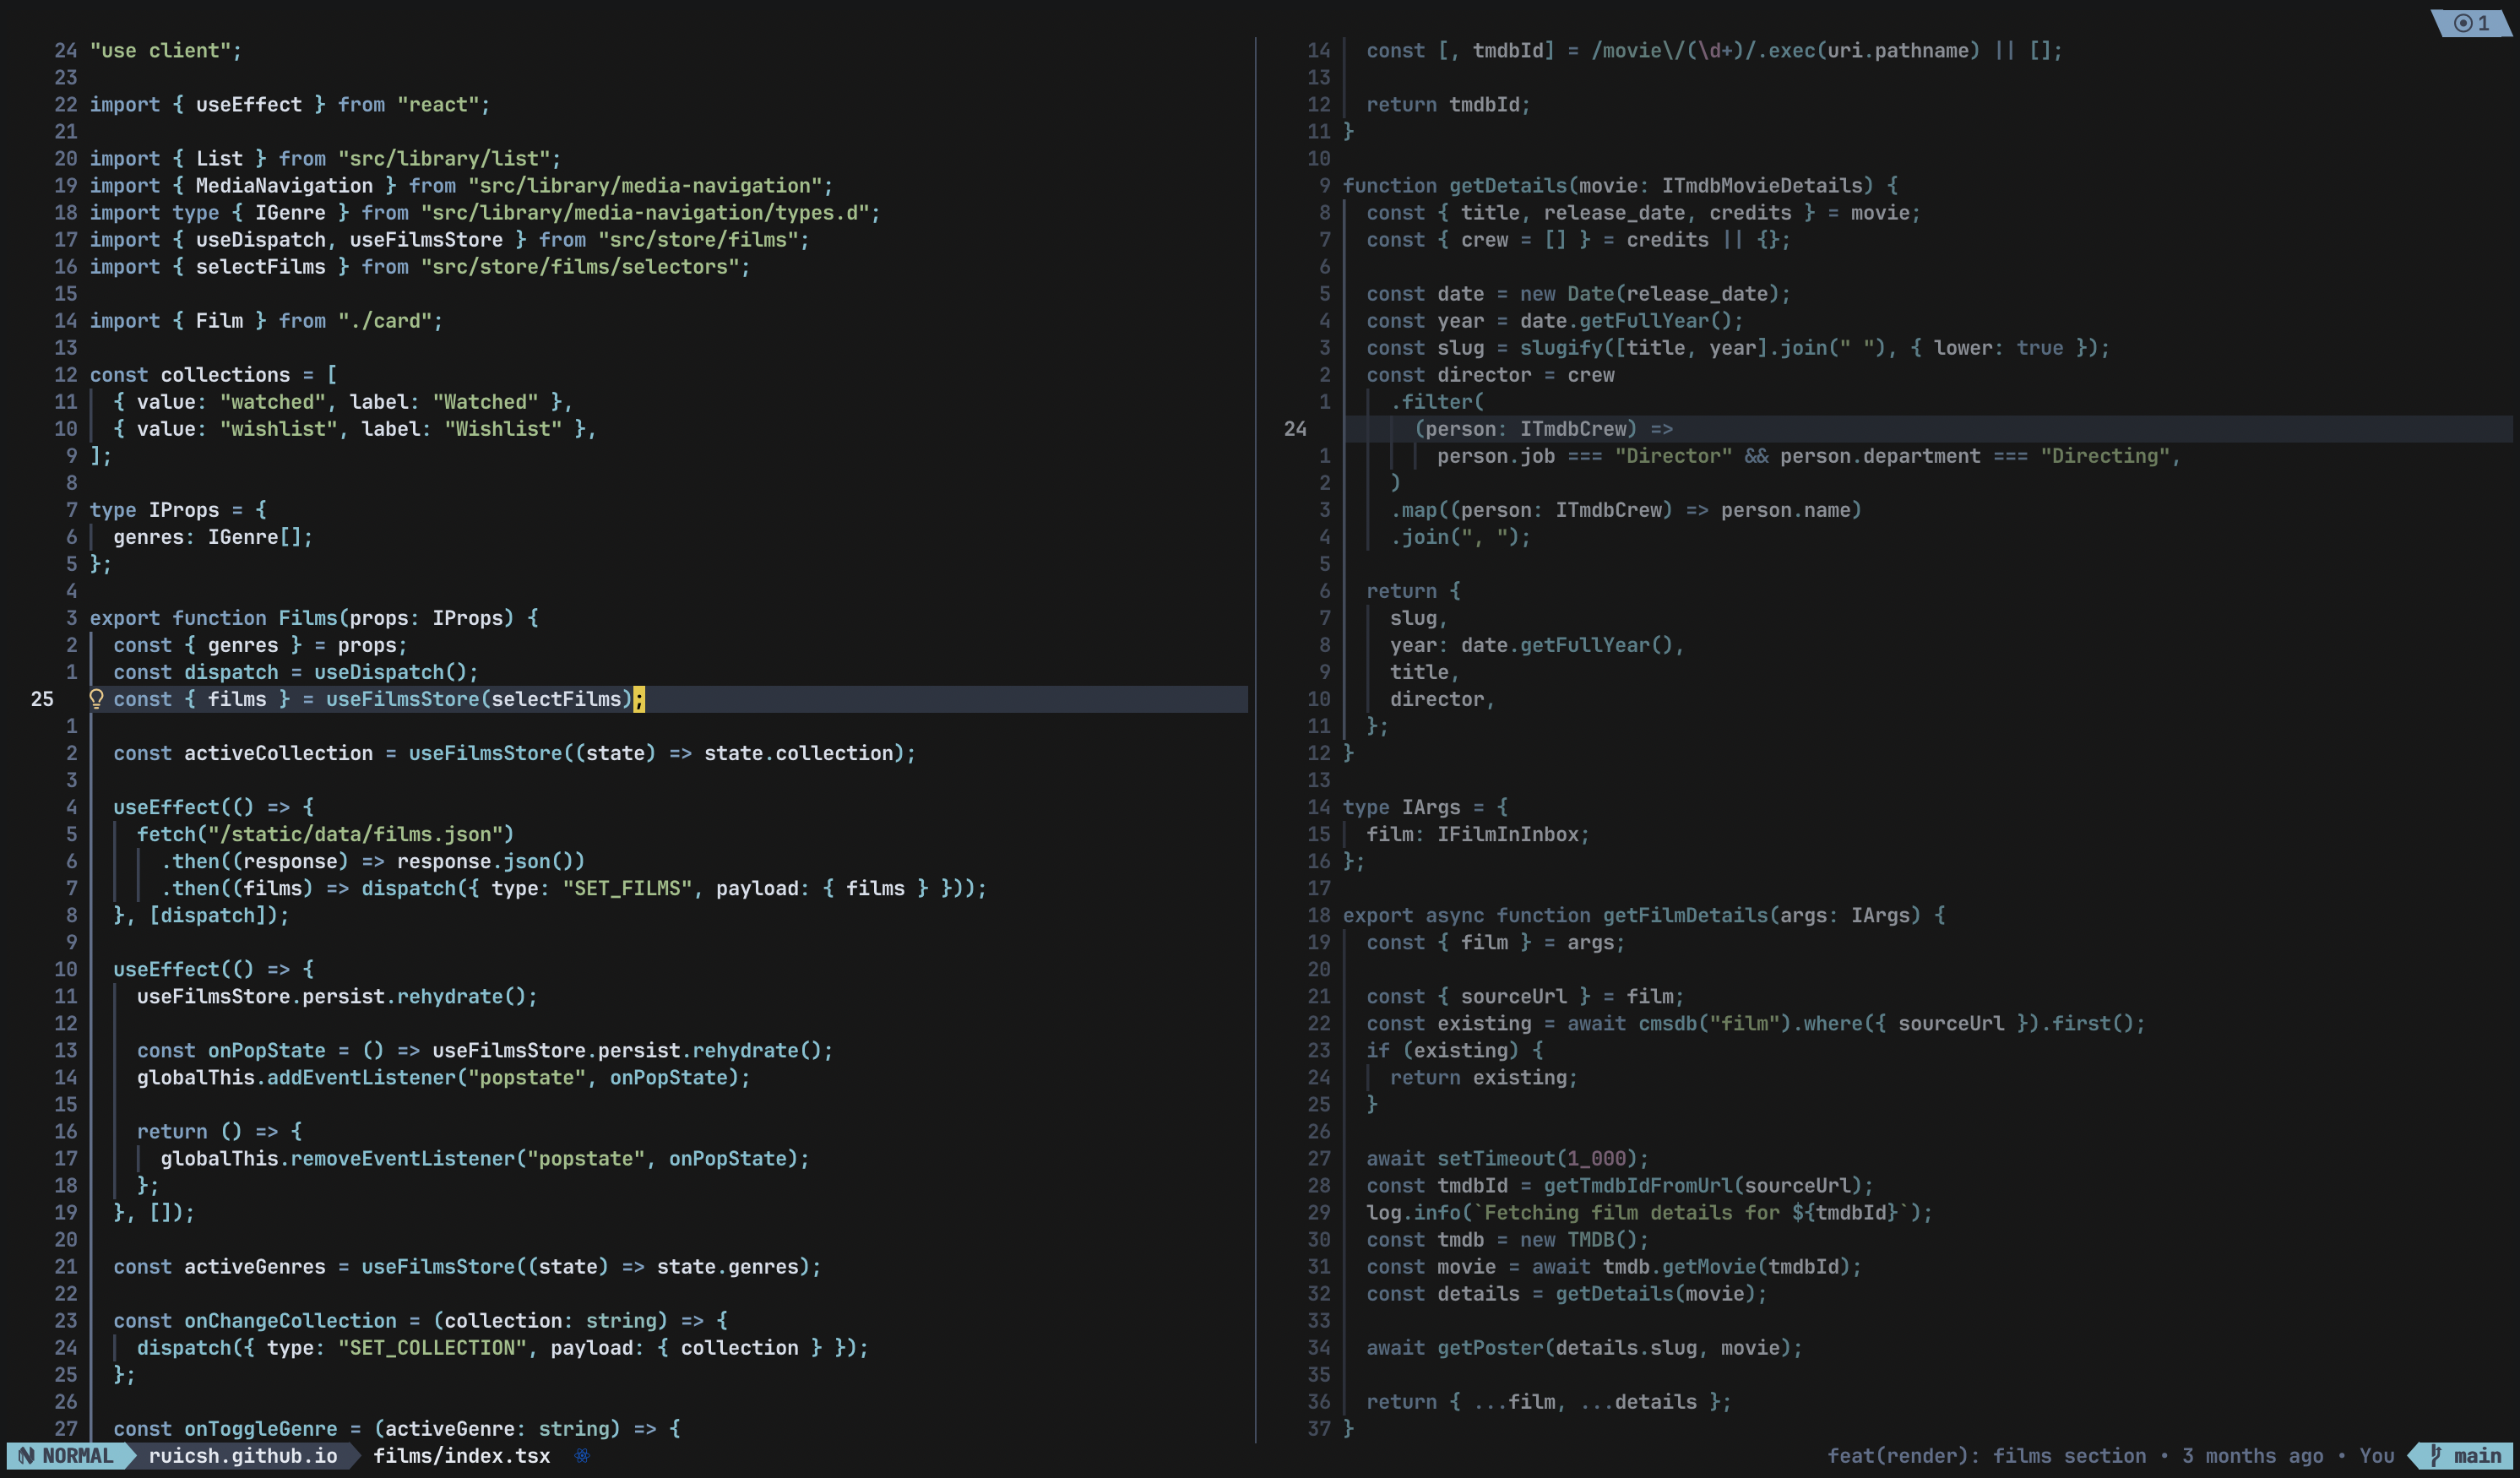 1
24 "use client";
23
22 import { useEffect } from "react";
21
20 import { List } from "src/library/list";
19 import { MediaNavigation } from "src/library/media-navigation";
18 import type { IGenre } from "src/library/media-navigation/types.d";
17 import { useDispatch, useFilmsStore } from "src/store/films";
16 import { selectFilms } from "src/store/films/selectors";
15
14 import { Film } from "./card";
13
12 const collections = [
11   { value: "watched", label: "Watched" },
10   { value: "wishlist", label: "Wishlist" },
9 ];
8
7 type IProps = {
6   genres: IGenre[];
5 };
4
3 export function Films(props: IProps) {
2   const { genres } = props;
1   const dispatch = useDispatch();
25   const { films } = useFilmsStore(selectFilms);
1
2   const activeCollection = useFilmsStore((state) => state.collection);
3
4   useEffect(() => {
5     fetch("/static/data/films.json")
6       .then((response) => response.json())
7       .then((films) => dispatch({ type: "SET_FILMS", payload: { films } }));
8   }, [dispatch]);
9
10   useEffect(() => {
11     useFilmsStore.persist.rehydrate();
12
13     const onPopState = () => useFilmsStore.persist.rehydrate();
14     globalThis.addEventListener("popstate", onPopState);
15
16     return () => {
17       globalThis.removeEventListener("popstate", onPopState);
18     };
19   }, []);
20
21   const activeGenres = useFilmsStore((state) => state.genres);
22
23   const onChangeCollection = (collection: string) => {
24     dispatch({ type: "SET_COLLECTION", payload: { collection } });
25   };
26
27   const onToggleGenre = (activeGenre: string) => {
14   const [, tmdbId] = /movie\/(\d+)/.exec(uri.pathname) || [];
13
12   return tmdbId;
11 }
10
9 function getDetails(movie: ITmdbMovieDetails) {
8   const { title, release_date, credits } = movie;
7   const { crew = [] } = credits || {};
6
5   const date = new Date(release_date);
4   const year = date.getFullYear();
3   const slug = slugify([title, year].join(" "), { lower: true });
2   const director = crew
1     .filter(
24       (person: ITmdbCrew) =>
1         person.job === "Director" && person.department === "Directing",
2     )
3     .map((person: ITmdbCrew) => person.name)
4     .join(", ");
5
6   return {
7     slug,
8     year: date.getFullYear(),
9     title,
10     director,
11   };
12 }
13
14 type IArgs = {
15   film: IFilmInInbox;
16 };
17
18 export async function getFilmDetails(args: IArgs) {
19   const { film } = args;
20
21   const { sourceUrl } = film;
22   const existing = await cmsdb("film").where({ sourceUrl }).first();
23   if (existing) {
24     return existing;
25   }
26
27   await setTimeout(1_000);
28   const tmdbId = getTmdbIdFromUrl(sourceUrl);
29   log.info(`Fetching film details for ${tmdbId}`);
30   const tmdb = new TMDB();
31   const movie = await tmdb.getMovie(tmdbId);
32   const details = getDetails(movie);
33
34   await getPoster(details.slug, movie);
35
36   return { ...film, ...details };
37 }
NORMAL ruicsh.github.io films/index.tsx feat(render): films section • 3 months ago • You main